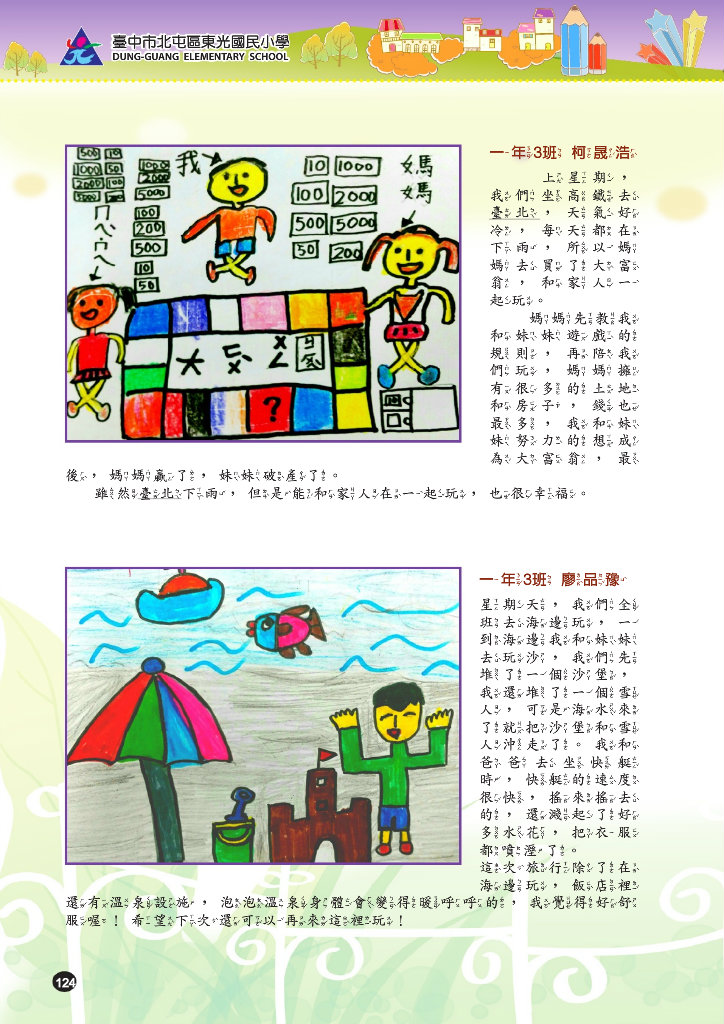 臺中市北屯區東光國民小學
DUNG-GUANG ELEMENTARY SCHOOL
一年3班 柯晟浩
上星期，
我們坐高鐵去
臺北，天氣好
冷，每天都在
下雨，所以媽
媽去買了大富
翁，和家人一
起玩。
媽媽先教我
和妹妹遊戲的
規則，再陪我
們玩，媽媽擁
有很多的土地
和房子，錢也
最多，我和妹
妹努力的想成
為大富翁，最
後，媽媽贏了，妹妹破產了。
雖然臺北下雨，但是能和家人在一起玩，也很幸福。
500 10
1000 50
2000 100
5000 200
1000
2000
5000
我
10 1000
100 2000
500 5000
50 200
媽
媽
ㄇㄟˋㄇㄟ
100
200
500
10
50
大
?
一年3班 廖品豫
星期天，我們全
班去海邊玩，一
到海邊我和妹妹
去玩沙，我們先
堆了一個沙堡，
我還堆了一個雪
人，可是海水來
了就把沙堡和雪
人沖走了。我和
爸爸去坐快艇
時，快艇的速度
很快，搖來搖去
的，還濺起了好
多水花，把衣服
都噴溼了。
這次旅行除了在
海邊玩，飯店裡
還有溫泉設施，泡泡溫泉身體會變得暖呼呼的，我覺得好舒
服喔！希望下次還可以再來這裡玩！
124